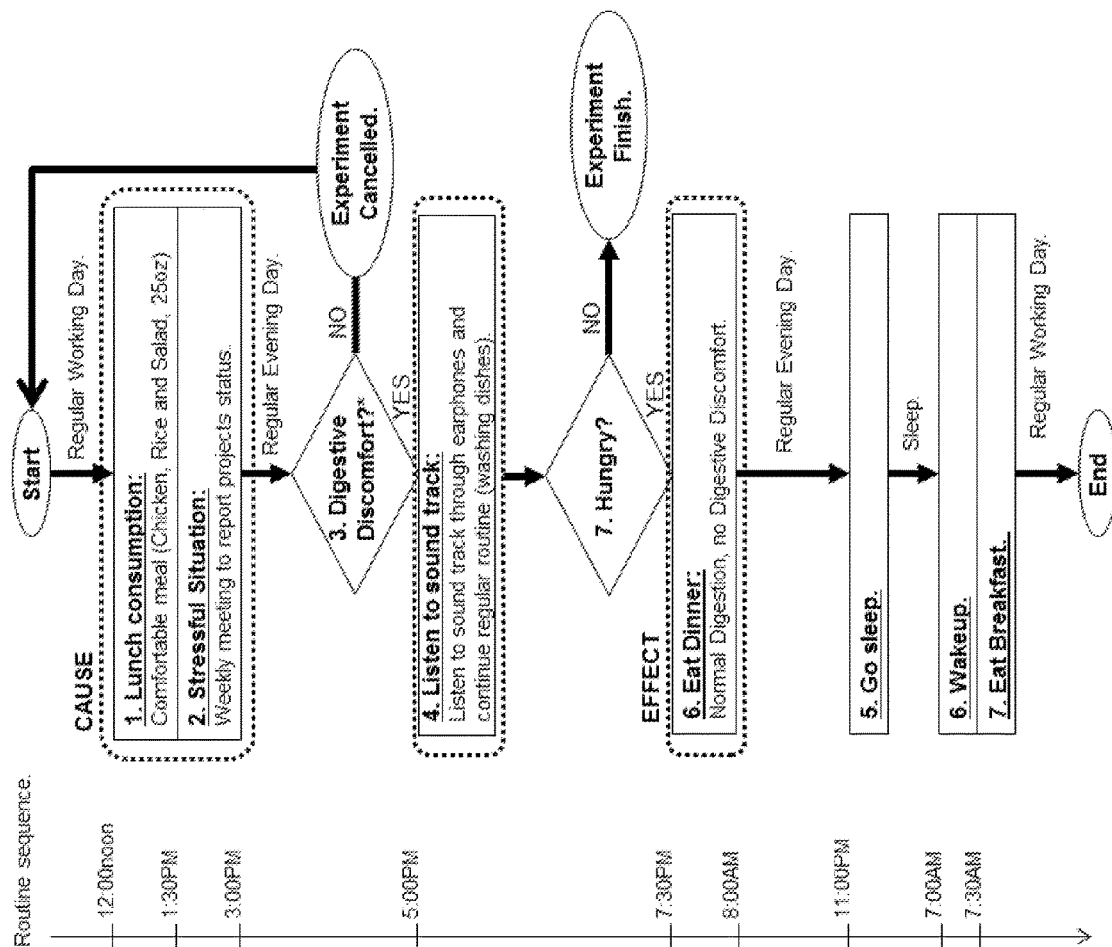 Routine sequence.
Start
Regular Working Day.
12:00noon
CAUSE
1. Lunch consumption:
Comfortable meal (Chicken, Rice and Salad, 25oz)
1:30PM
2. Stressful Situation:
Weekly meeting to report projects status.
3:00PM
Regular Evening Day.
3. Digestive
Discomfort?*
NO
Experiment
Cancelled.
YES
5:00PM
4. Listen to sound track:
Listen to sound track through earphones and
continue regular routine (washing dishes).
7. Hungry?
NO
Experiment
Finish.
YES
EFFECT
7:30PM
6. Eat Dinner:
Normal Digestion, no Digestive Discomfort.
8:00AM
Regular Evening Day.
11:00PM
5. Go sleep.
Sleep.
7:00AM
6. Wakeup.
7:30AM
7. Eat Breakfast.
Regular Working Day.
End